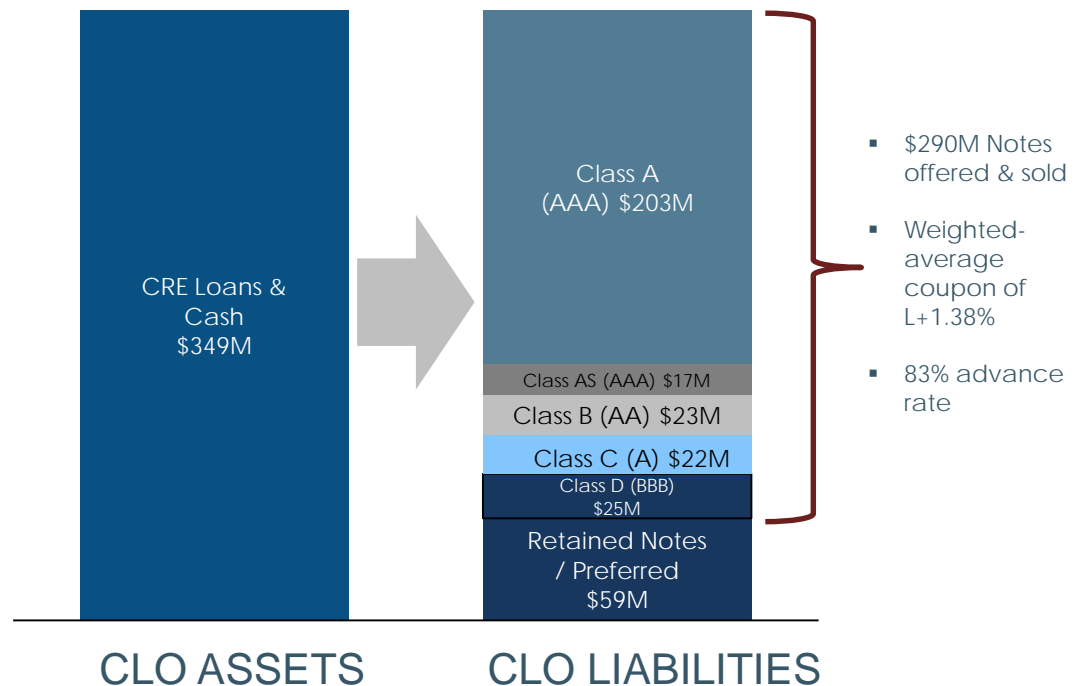 CRE Loans &
Cash
$349M
Class A
(AAA) $203M
Class AS (AAA) $17M
Class B (AA) $23M
Class C (A) $22M
Class D (BBB)
$25M
Retained Notes
/ Preferred
$59M
▪ $290M Notes
offered & sold
▪ Weighted-
average
coupon of
L+1.38%
▪ 83% advance
rate
CLO ASSETS
CLO LIABILITIES